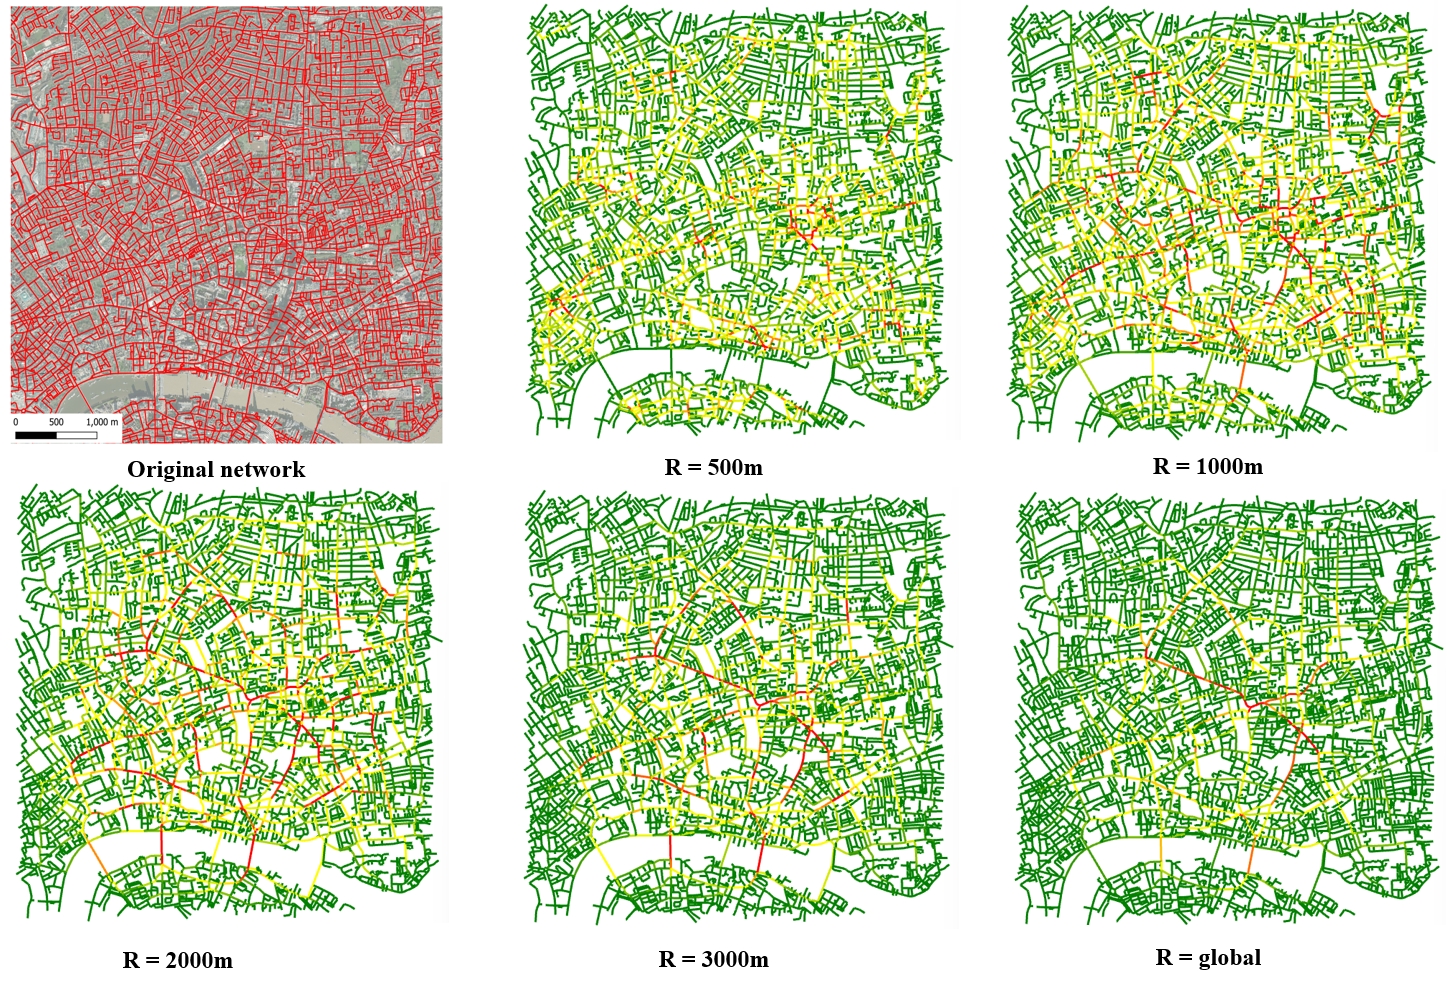 0 500 1,000 m
Original network
R = 500m
R = 1000m
R = 2000m
R = 3000m
R = global